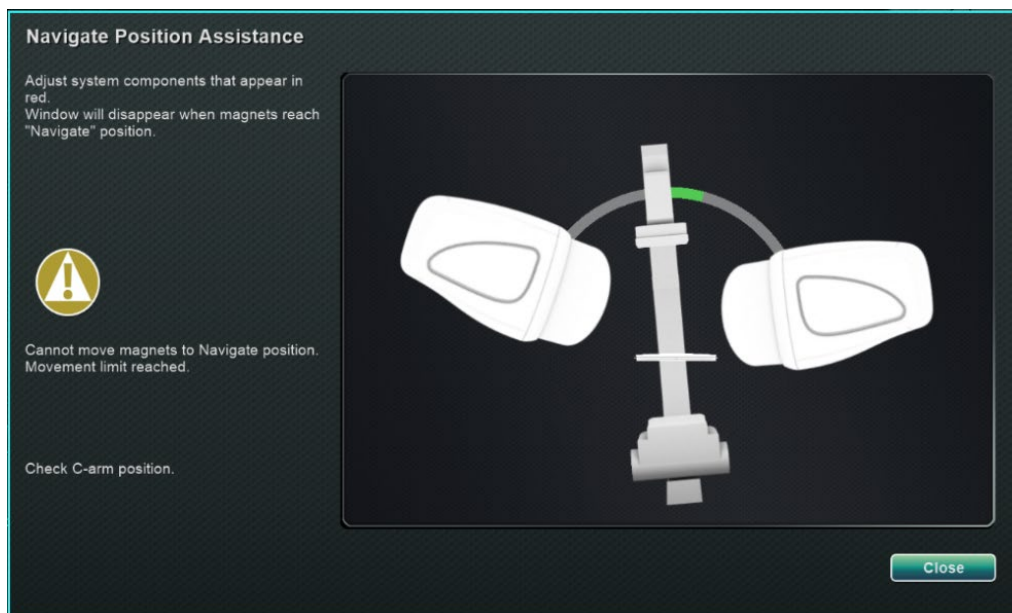 Navigate Position Assistance
Adjust system components that appear in
red.
Window will disappear when magnets reach
"Navigate" position.
Cannot move magnets to Navigate position.
Movement limit reached.
Check C-arm position.
Close